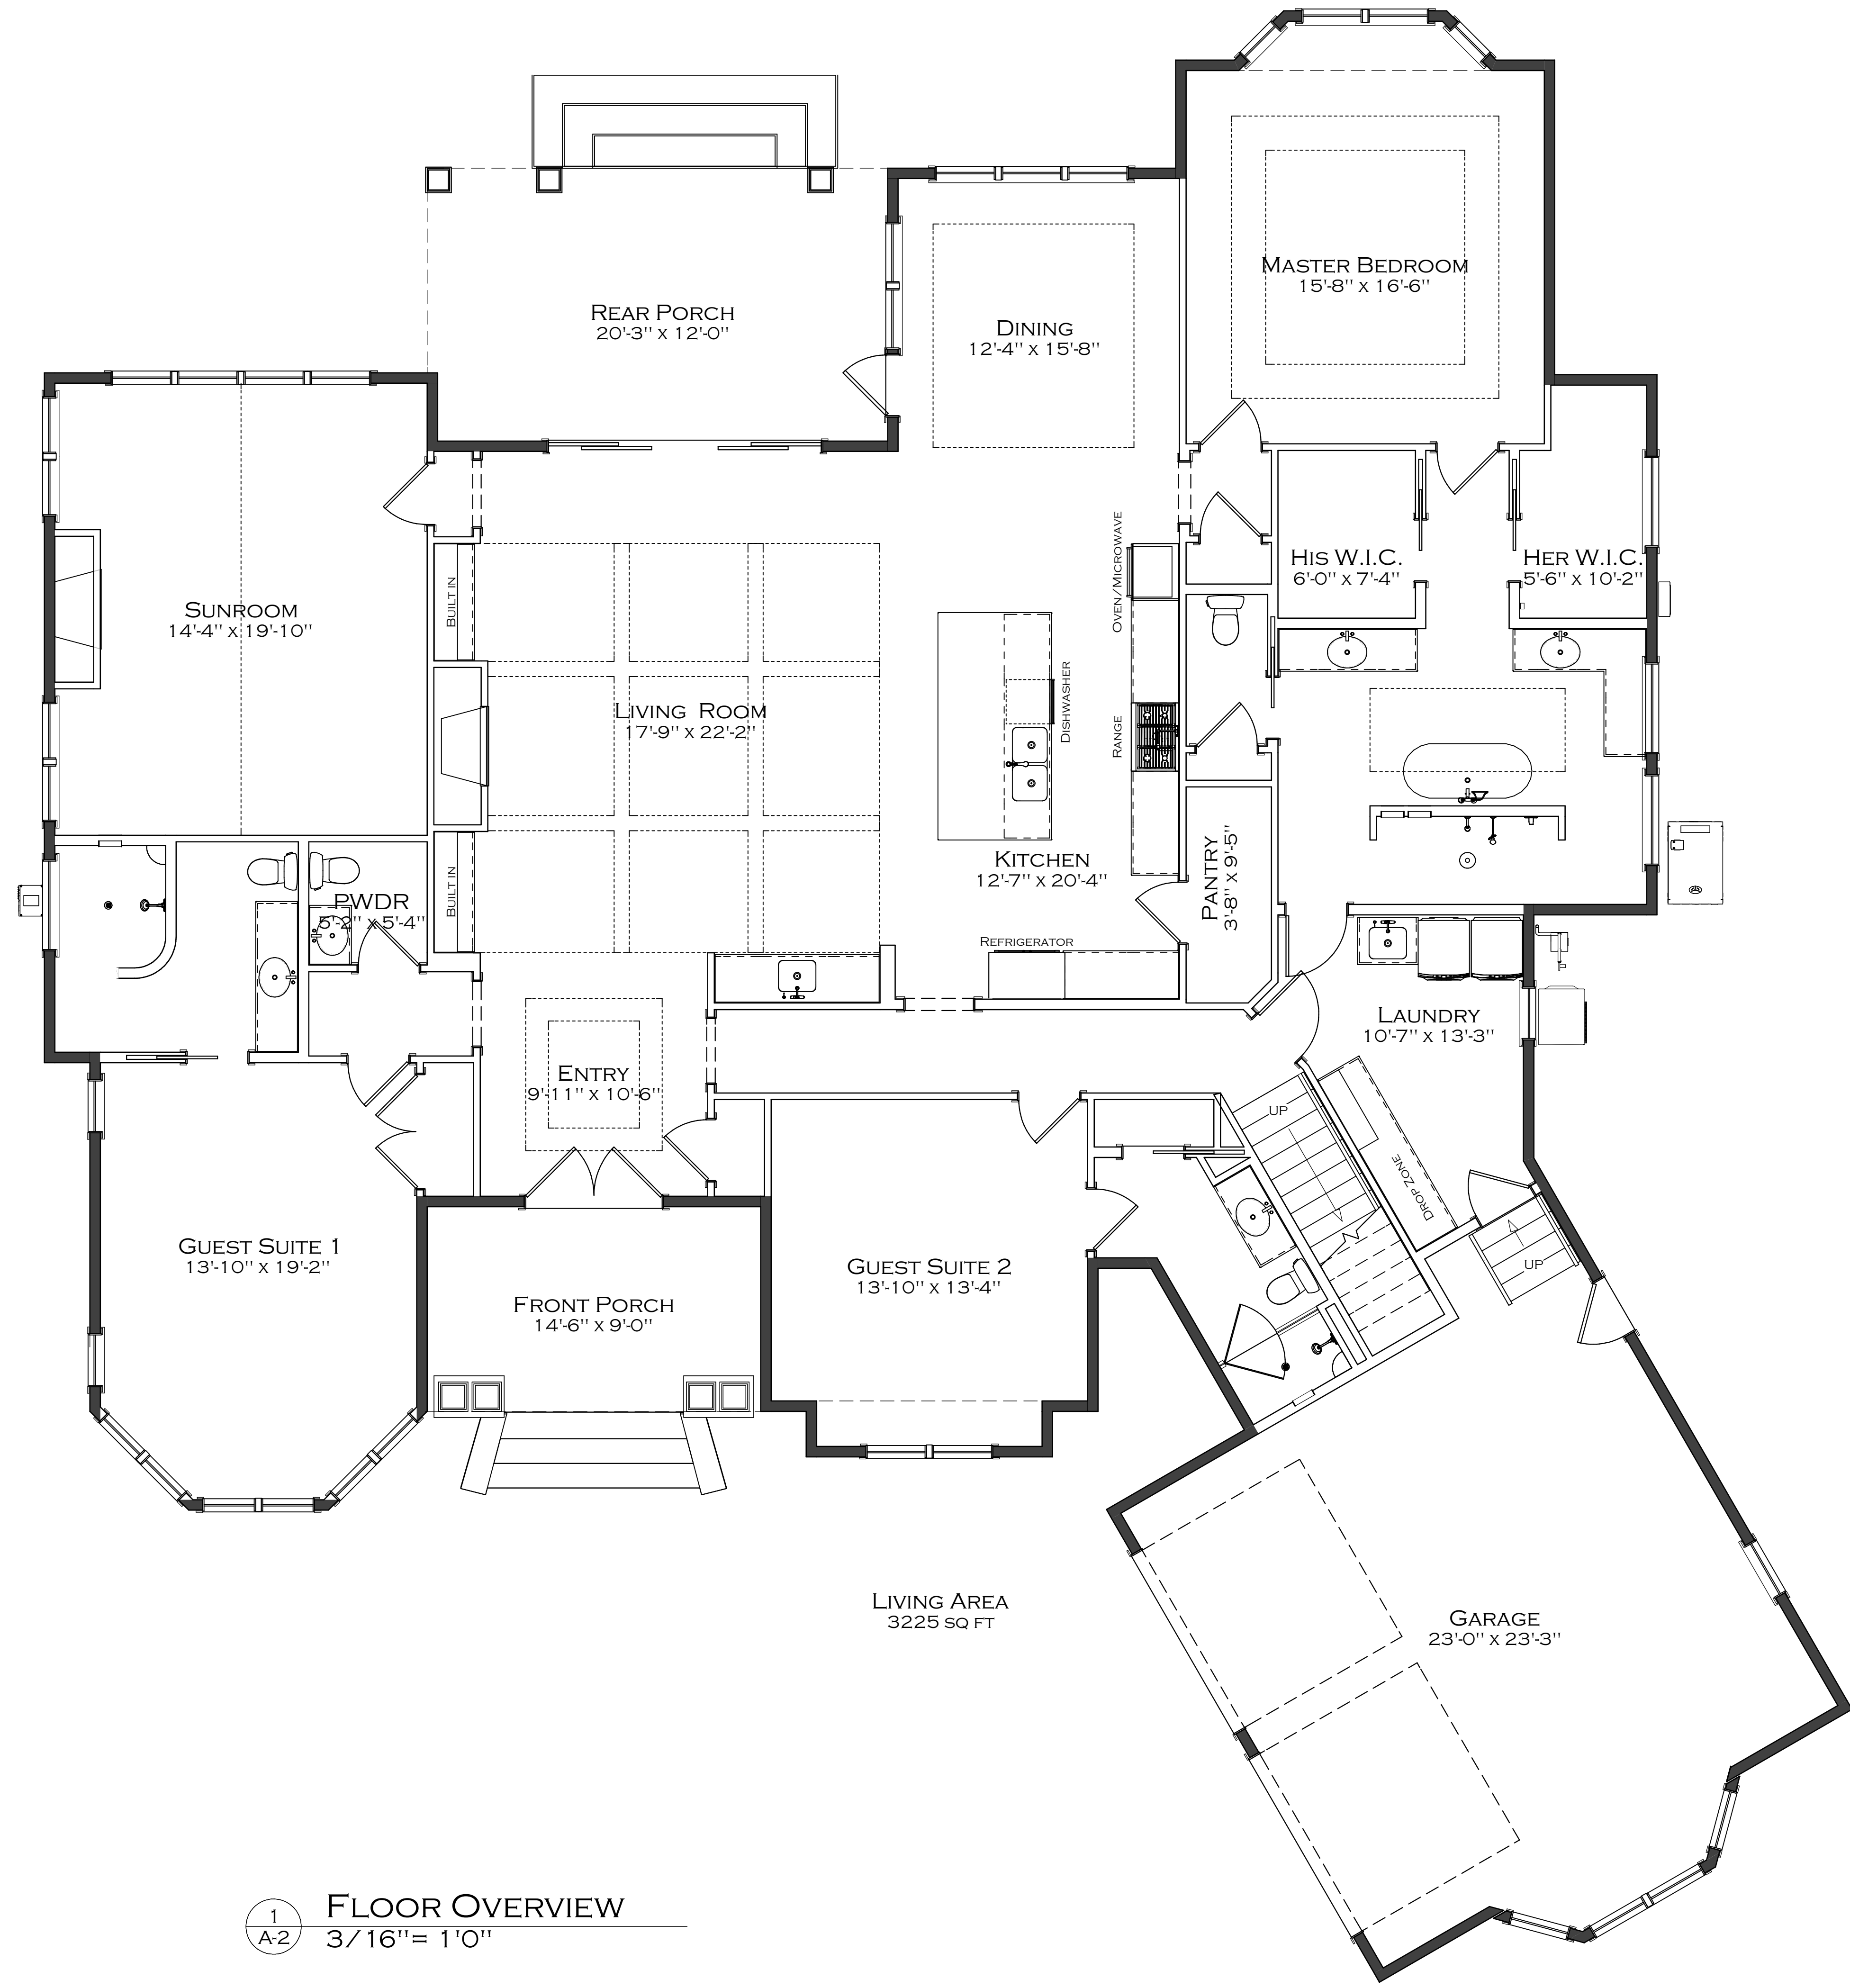 MASTER BEDROOM
15'-8" X 16'-6"
REAR PORCH
20'-3" X 12'-0"
DINING
12'-4" X 15'-8"
OVEN/MICROWAVE
HIS W.I.C.
6'-0" X 7'-4"
HER W.I.C.
5'-6" X 10'-2"
BUILT IN
SUNROOM
14'-4" X 19'-10"
LIVING ROOM
17'-9" X 22'-2"
DISHWASHER
RANGE
KITCHEN
12'-7" X 20'-4"
PANTRY
3'-8" X 9'-5"
BUILT IN
PWDR
5'-2" X 5'-4"
REFRIGERATOR
LAUNDRY
10'-7" X 13'-3"
ENTRY
9'-11" X 10'-6"
UP
DROP ZONE
GUEST SUITE 1
13'-10" X 19'-2"
GUEST SUITE 2
13'-10" X 13'-4"
UP
FRONT PORCH
14'-6" X 9'-0"
LIVING AREA
3225 SQ FT
GARAGE
23'-0" X 23'-3"
1
A-2
FLOOR OVERVIEW
3/16"= 1'0"